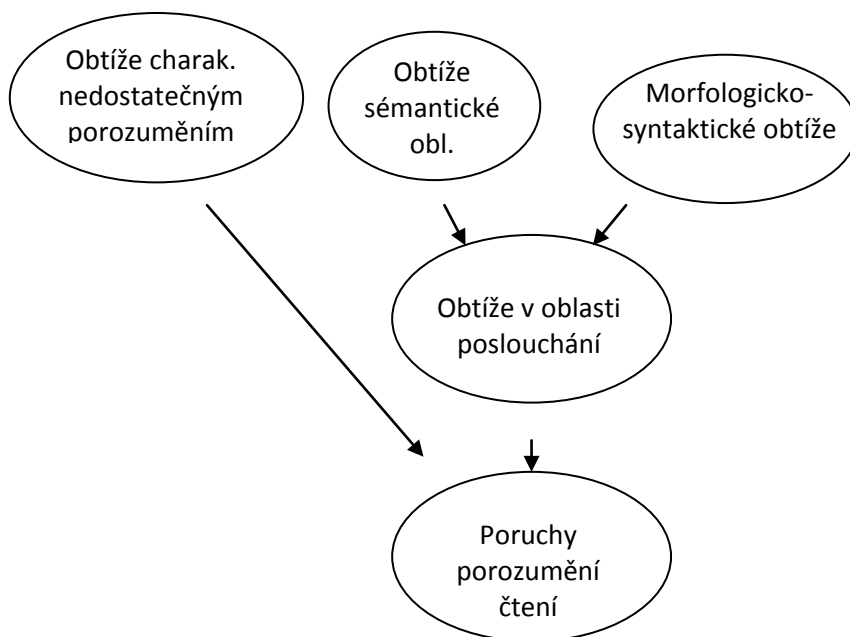 Obtíže charak.
nedostatečným
porozuměním
Obtíže
sémantické
obl.
Morfologicko-
syntaktické obtíže
Obtíže v oblasti
poslouchání
Poruchy
porozumění
čtení